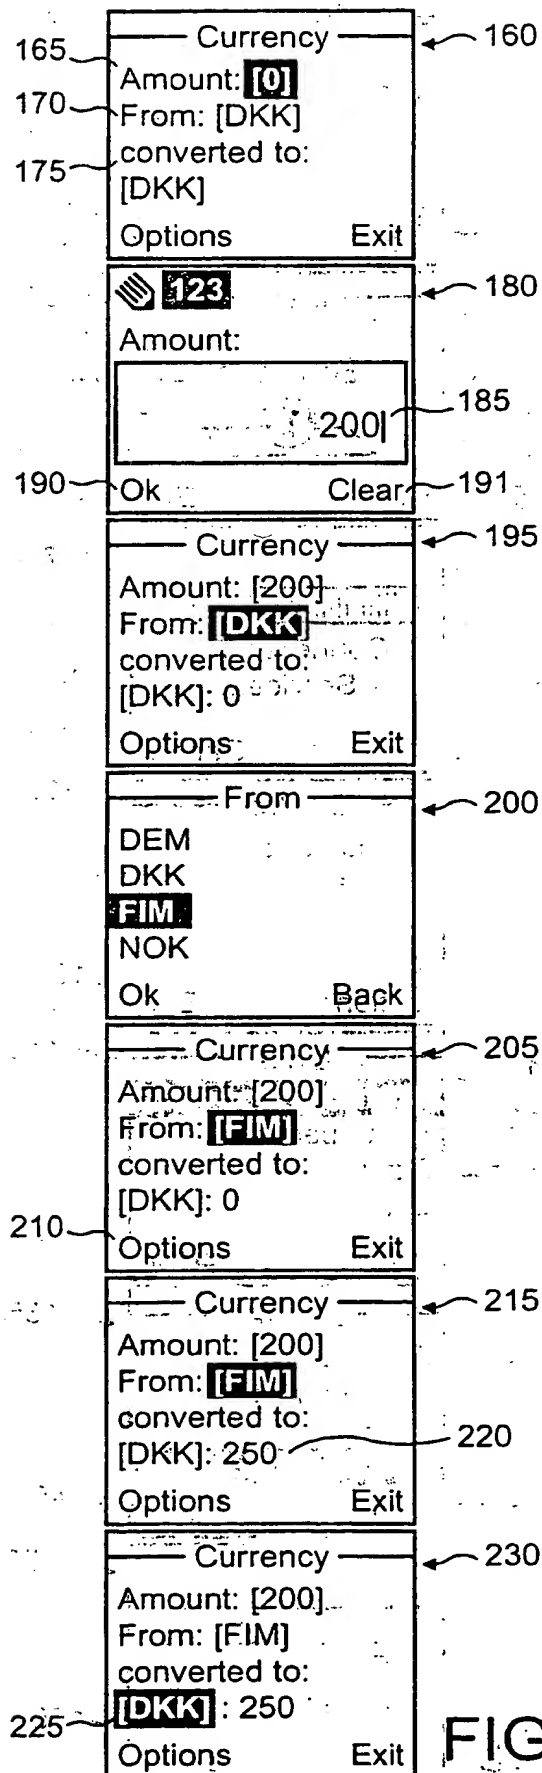 Currency 160
165 Amount: [0]
170 From: [DKK]
175 converted to:
[DKK]
Options Exit
123 180
Amount:
200 185
190 Ok Clear 191
Currency 195
Amount: [200]
From: [DKK]
converted to:
[DKK]: 0
Options Exit
From 200
DEM
DKK
FIM
NOK
Ok Back
Currency 205
Amount: [200]
From: [FIM]
converted to:
[DKK]: 0
210 Options Exit
Currency 215
Amount: [200]
From: [FIM]
converted to:
[DKK]: 250 220
Options Exit
Currency 230
Amount: [200]
From: [FIM]
converted to:
225 [DKK] : 250
Options Exit
FIG